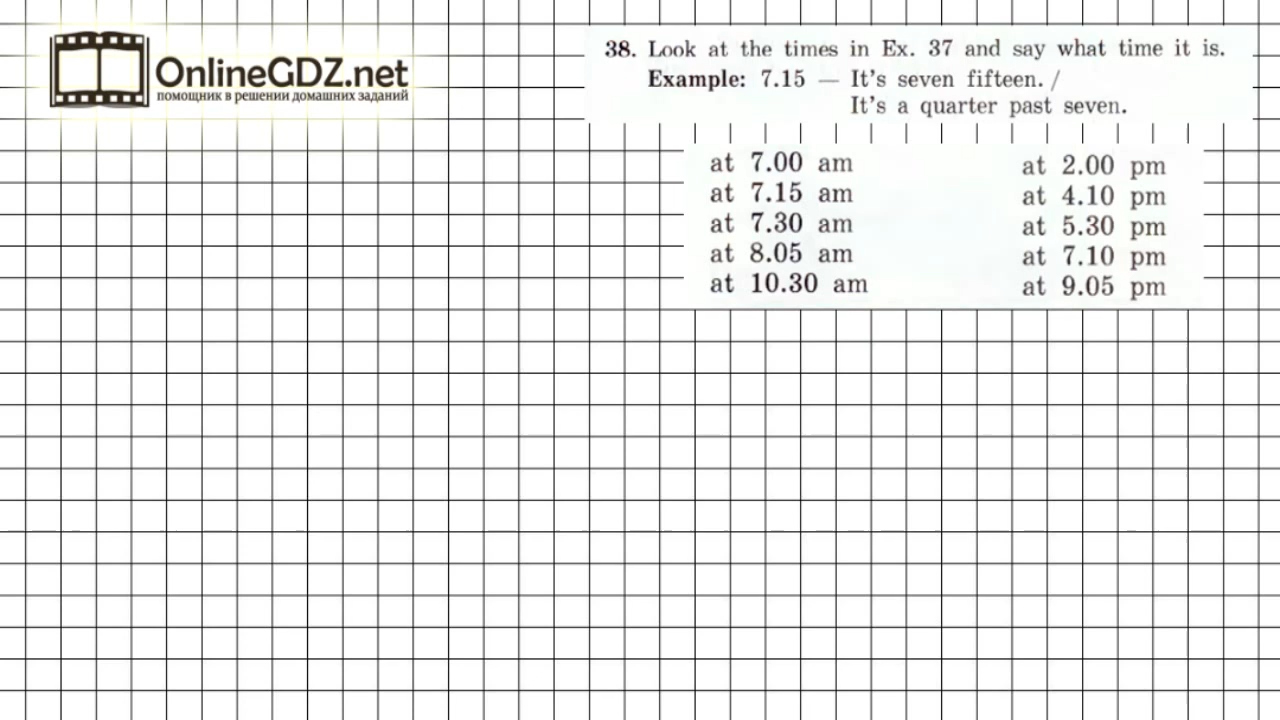 OnlineGDZ.net
помощник в решении домашних заданий
38. Look at the times in Ex. 37 and say what time it is.
Example: 7.15 — It's seven fifteen. /
It's a quarter past seven.
at 7.00 am
at 7.15 am
at 7.30 am
at 8.05 am
at 10.30 am
at 2.00 pm
at 4.10 pm
at 5.30 pm
at 7.10 pm
at 9.05 pm